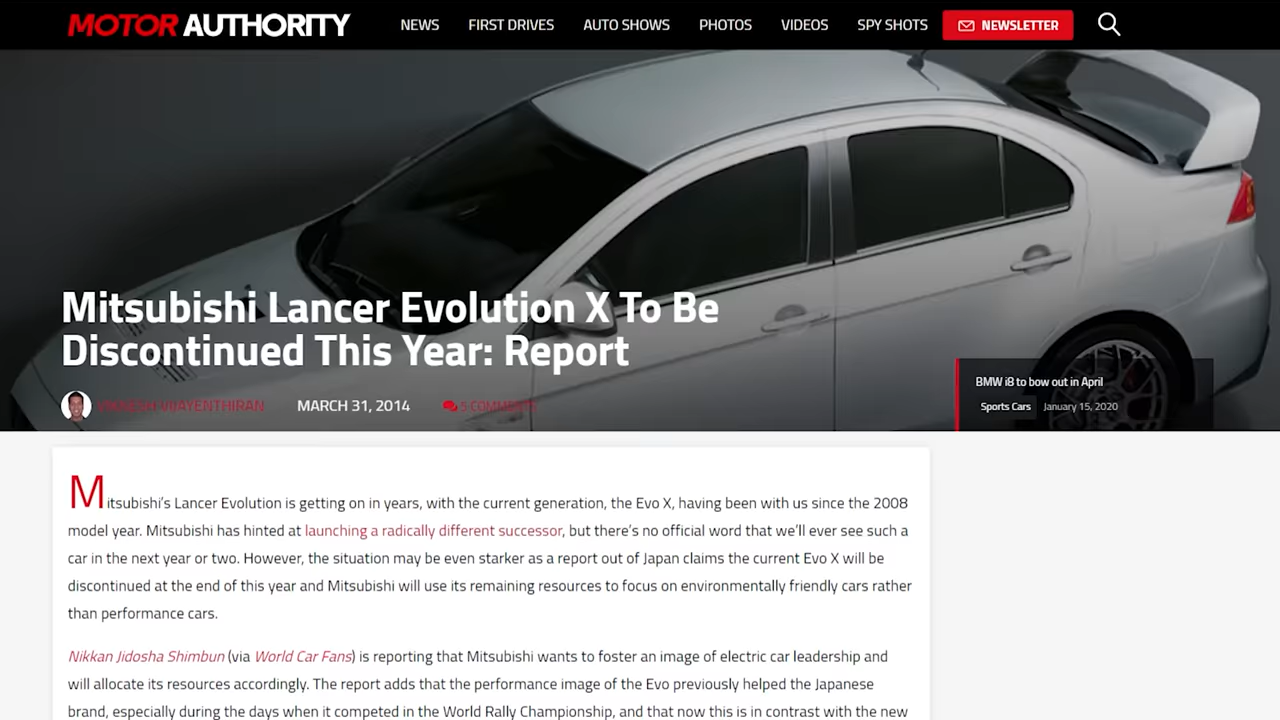 MOTOR AUTHORITY NEWS FIRST DRIVES AUTO SHOWS PHOTOS VIDEOS SPY SHOTS NEWSLETTER
Mitsubishi Lancer Evolution X To Be
Discontinued This Year: Report
VIJAYENTHIRAN MARCH 31, 2014 5 COMMENTS
BMW i8 to bow out in April
Sports Cars January 15, 2020
Mitsubishi’s Lancer Evolution is getting on in years, with the current generation, the Evo X, having been with us since the 2008
model year. Mitsubishi has hinted at launching a radically different successor, but there’s no official word that we’ll ever see such a
car in the next year or two. However, the situation may be even starker as a report out of Japan claims the current Evo X will be
discontinued at the end of this year and Mitsubishi will use its remaining resources to focus on environmentally friendly cars rather
than performance cars.
Nikkan Jidosha Shimbun (via World Car Fans) is reporting that Mitsubishi wants to foster an image of electric car leadership and
will allocate its resources accordingly. The report adds that the performance image of the Evo previously helped the Japanese
brand, especially during the days when it competed in the World Rally Championship, and that now this is in contrast with the new